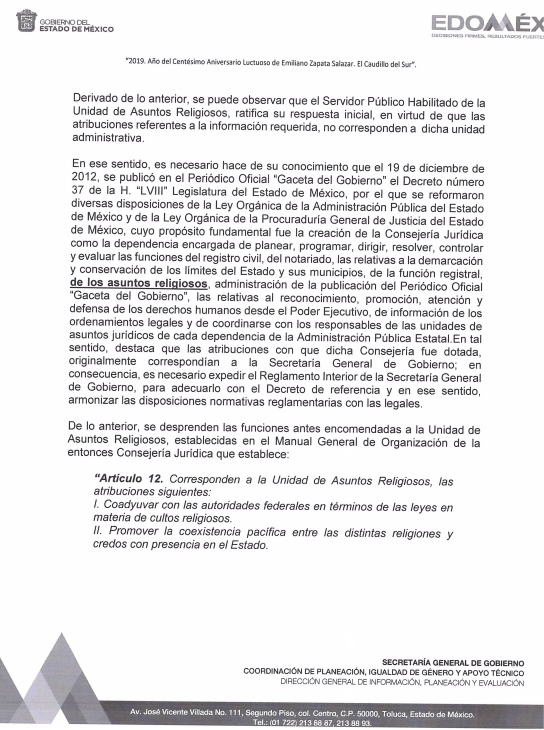 GOBIERNO DEL
ESTADO DE MÉXICO
EDOMÉX
DECISIONES FIRMES, RESULTADOS FUERTES.
"2019. Año del Centésimo Aniversario Luctuoso de Emiliano Zapata Salazar. El Caudillo del Sur".
Derivado de lo anterior, se puede observar que el Servidor Público Habilitado de la
Unidad de Asuntos Religiosos, ratifica su respuesta inicial, en virtud de que las
atribuciones referentes a la información requerida, no corresponden a dicha unidad
administrativa.
En ese sentido, es necesario hace de su conocimiento que el 19 de diciembre de
2012, se publicó en el Periódico Oficial "Gaceta del Gobierno" el Decreto número
37 de la H. "LVIII" Legislatura del Estado de México, por el que se reformaron
diversas disposiciones de la Ley Orgánica de la Administración Pública del Estado
de México y de la Ley Orgánica de la Procuraduría General de Justicia del Estado
de México, cuyo propósito fundamental fue la creación de la Consejería Jurídica
como la dependencia encargada de planear, programar, dirigir, resolver, controlar
y evaluar las funciones del registro civil, del notariado, las relativas a la demarcación
y conservación de los límites del Estado y sus municipios, de la función registral,
de los asuntos religiosos, administración de la publicación del Periódico Oficial
"Gaceta del Gobierno", las relativas al reconocimiento, promoción, atención y
defensa de los derechos humanos desde el Poder Ejecutivo, de información de los
ordenamientos legales y de coordinarse con los responsables de las unidades de
asuntos jurídicos de cada dependencia de la Administración Pública Estatal.En tal
sentido, destaca que las atribuciones con que dicha Consejería fue dotada,
originalmente correspondían a la Secretaría General de Gobierno; en
consecuencia, es necesario expedir el Reglamento Interior de la Secretaría General
de Gobierno, para adecuarlo con el Decreto de referencia y en ese sentido,
armonizar las disposiciones normativas reglamentarias con las legales.
De lo anterior, se desprenden las funciones antes encomendadas a la Unidad de
Asuntos Religiosos, establecidas en el Manual General de Organización de la
entonces Consejería Jurídica que establece:
"Artículo 12. Corresponden a la Unidad de Asuntos Religiosos, las
atribuciones siguientes:
I. Coadyuvar con las autoridades federales en términos de las leyes en
materia de cultos religiosos.
II. Promover la coexistencia pacífica entre las distintas religiones y
credos con presencia en el Estado.
SECRETARÍA GENERAL DE GOBIERNO
COORDINACIÓN DE PLANEACIÓN, IGUALDAD DE GÉNERO Y APOYO TÉCNICO
DIRECCIÓN GENERAL DE INFORMACIÓN, PLANEACIÓN Y EVALUACIÓN
Av. José Vicente Villada No. 111, Segundo Piso, col. Centro, C.P. 50000, Toluca, Estado de México.
Tel.: (01 722) 213 88 87, 213 88 93.